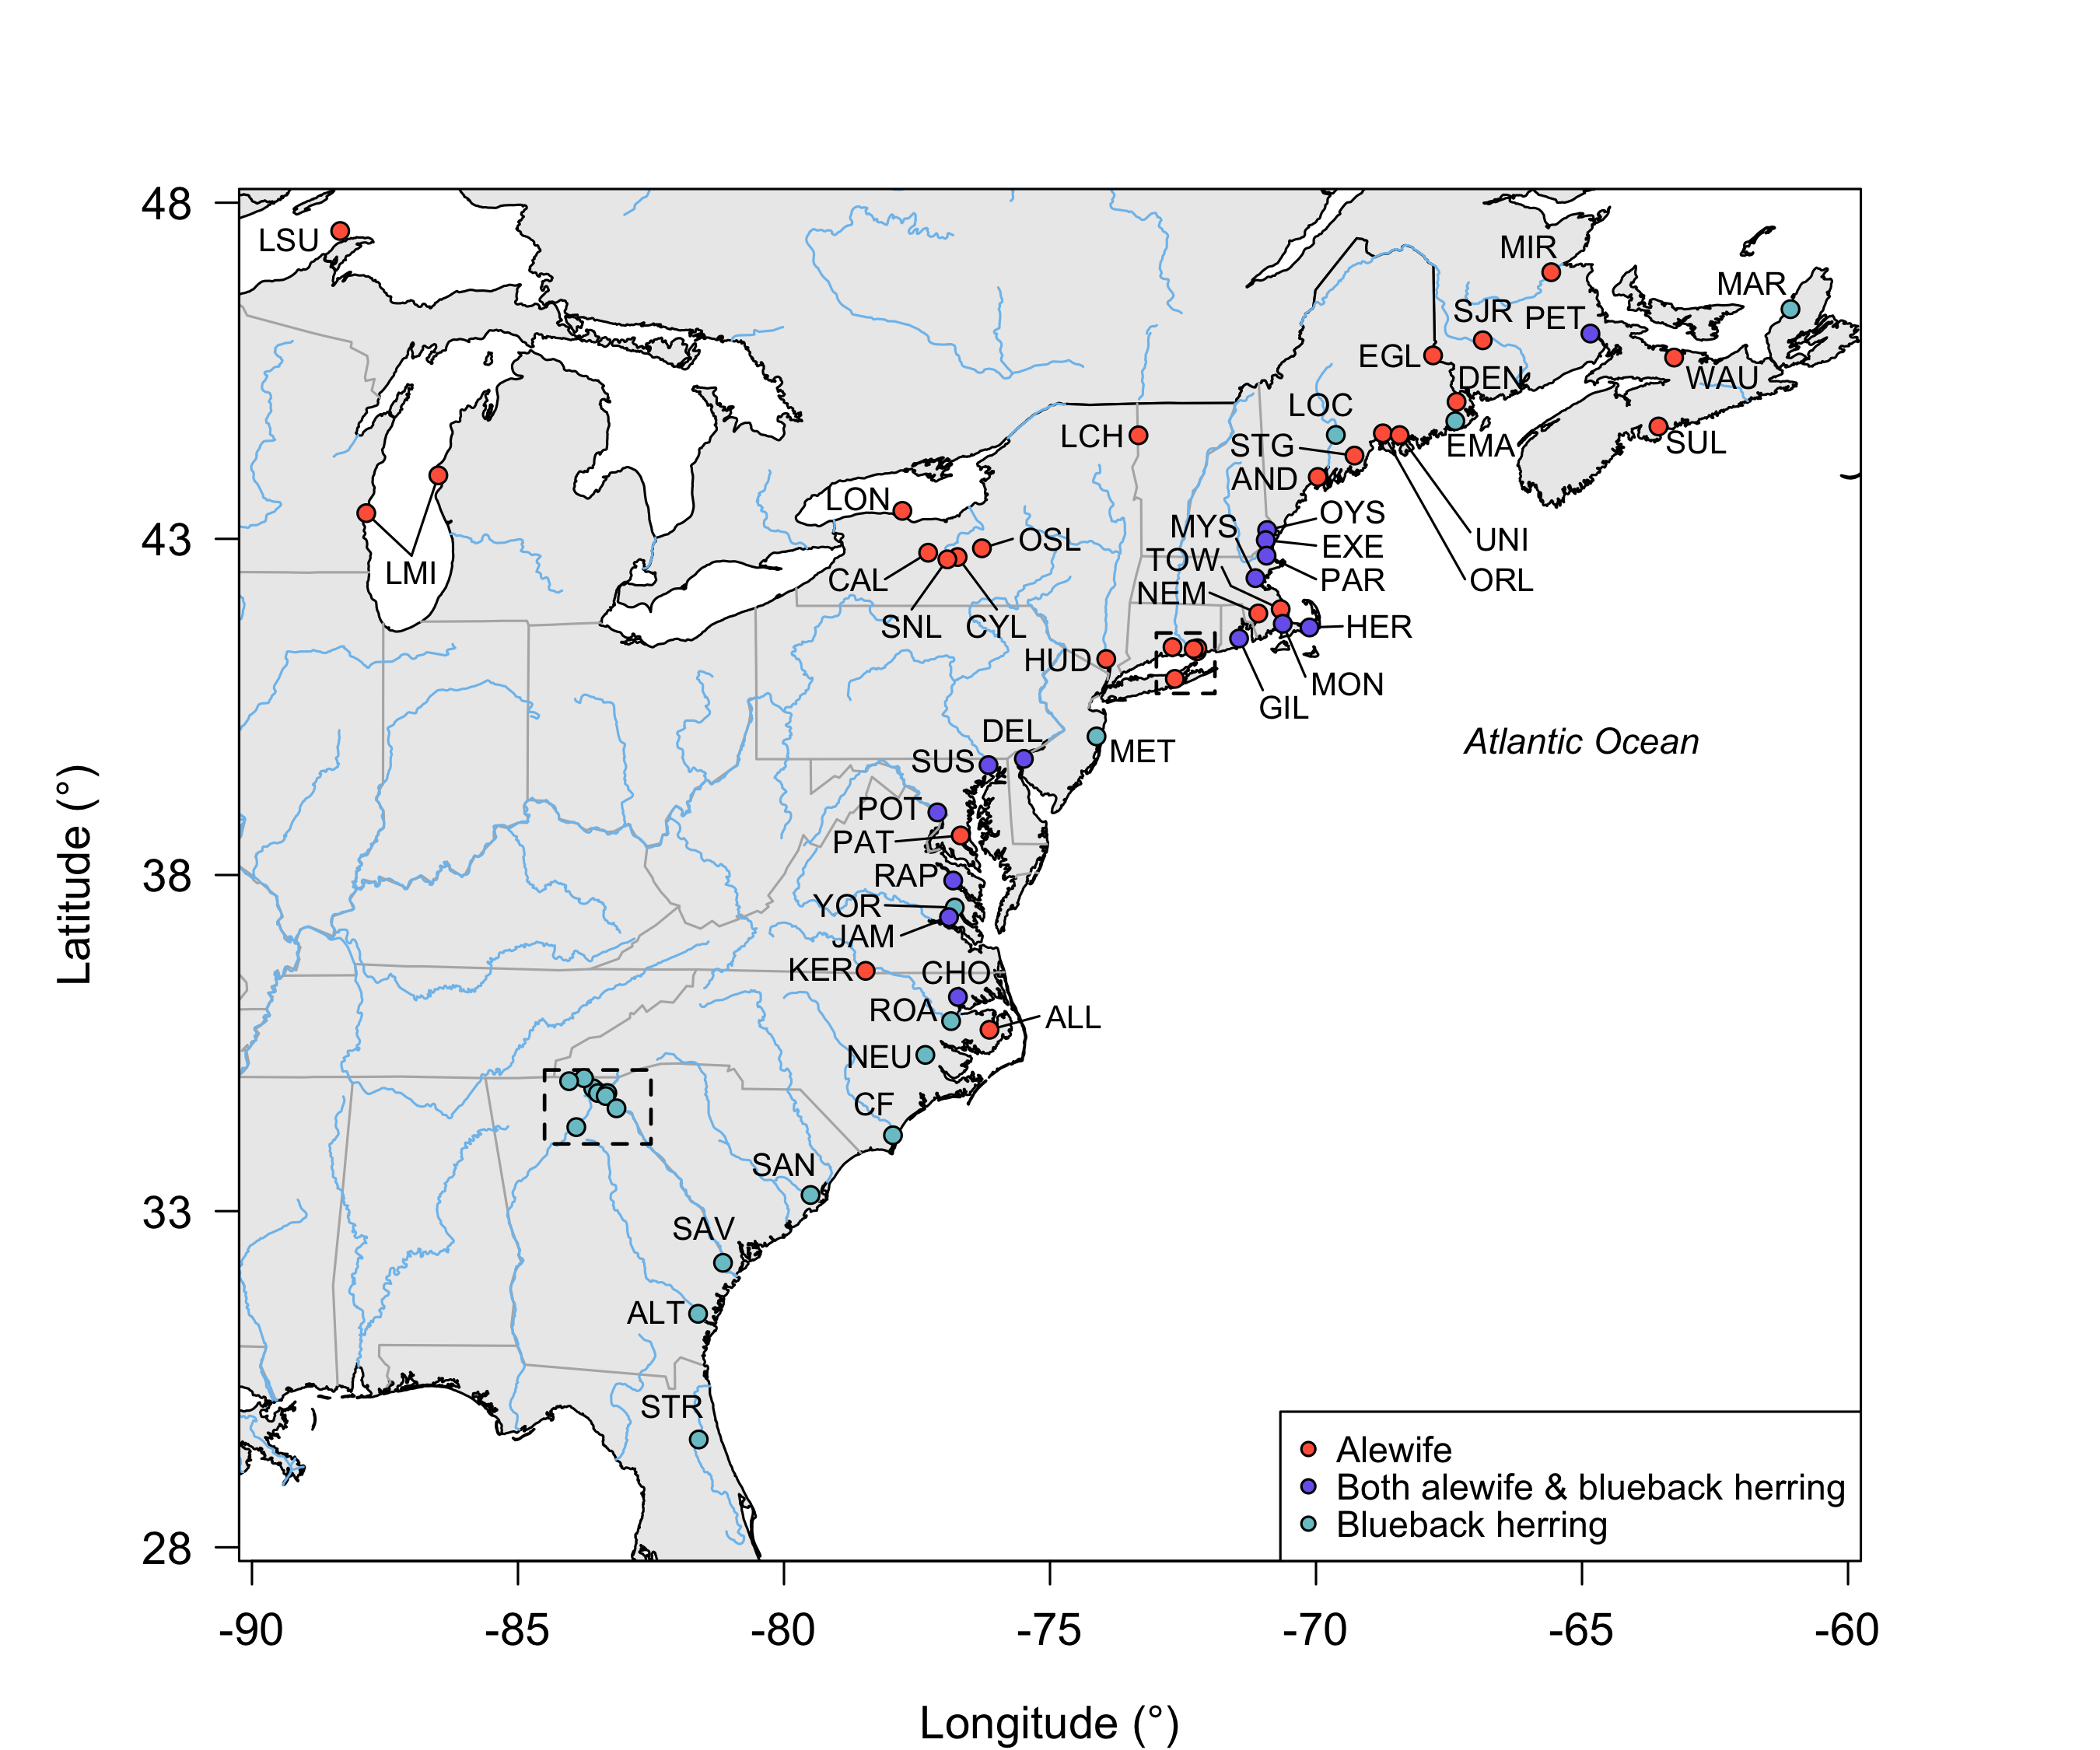 48
43
38
33
28
Latitude (°)
-90
-85
-80
-75
-70
-65
-60
Longitude (°)
LSU
MIR
MAR
SJR
PET
EGL
WAU
DEN
LOC
LCH
STG
EMA
SUL
AND
LON
OYS
MYS
OSL
UNI
EXE
TOW
LMI
CAL
PAR
ORL
NEM
SNL
CYL
HER
HUD
MON
GIL
DEL
Atlantic Ocean
MET
SUS
POT
PAT
RAP
YOR
JAM
KER
CHO
ROA
ALL
NEU
CF
SAN
SAV
ALT
STR
Alewife
Both alewife & blueback herring
Blueback herring